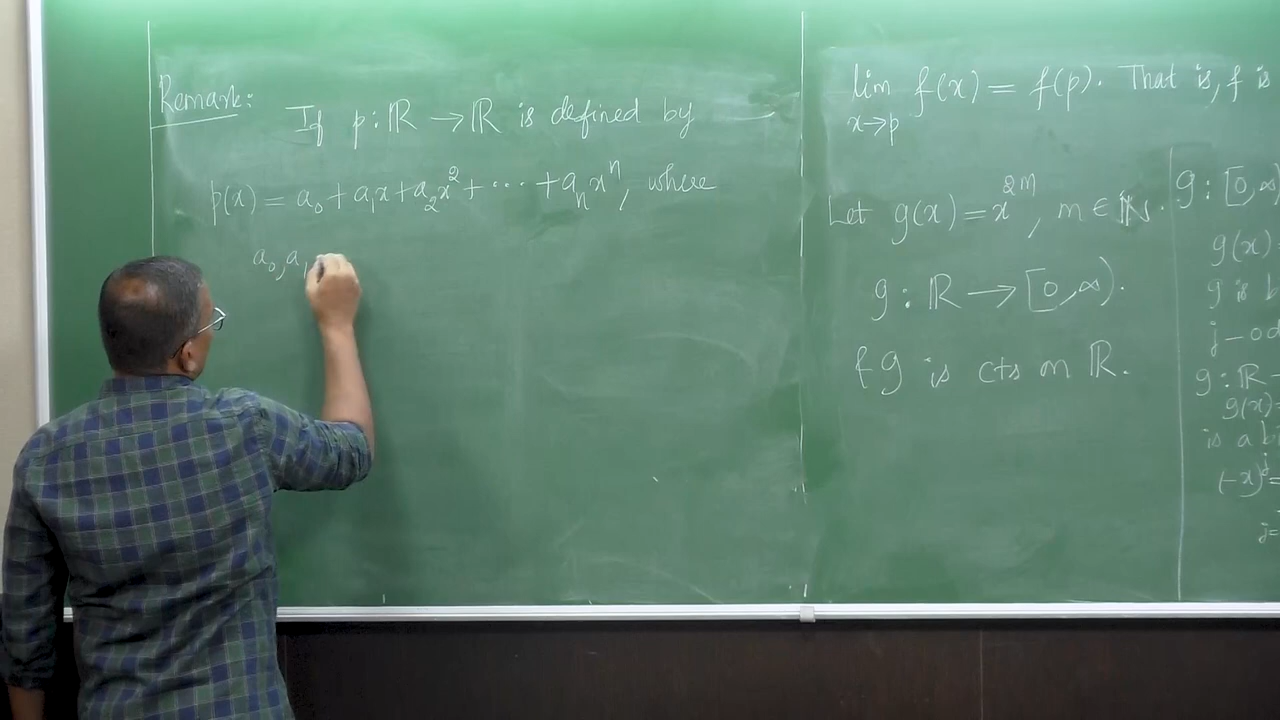 Remark:
If p : ℝ → ℝ is defined by
p(x) = a₀ + a₁x + a₂x² + ⋯ + aₙxⁿ, where
a₀, a₁
lim f(x) = f(p). That is, f is
x→p
Let g(x) = x²ᵐ, m ∈ ℕ.
g : ℝ → [0,∞).
& g is cts on ℝ.
g : [0,∞)
g(x)
g is b
j – od
g : ℝ →
g(x) =
is a bi
(-x)ʲ =
j =